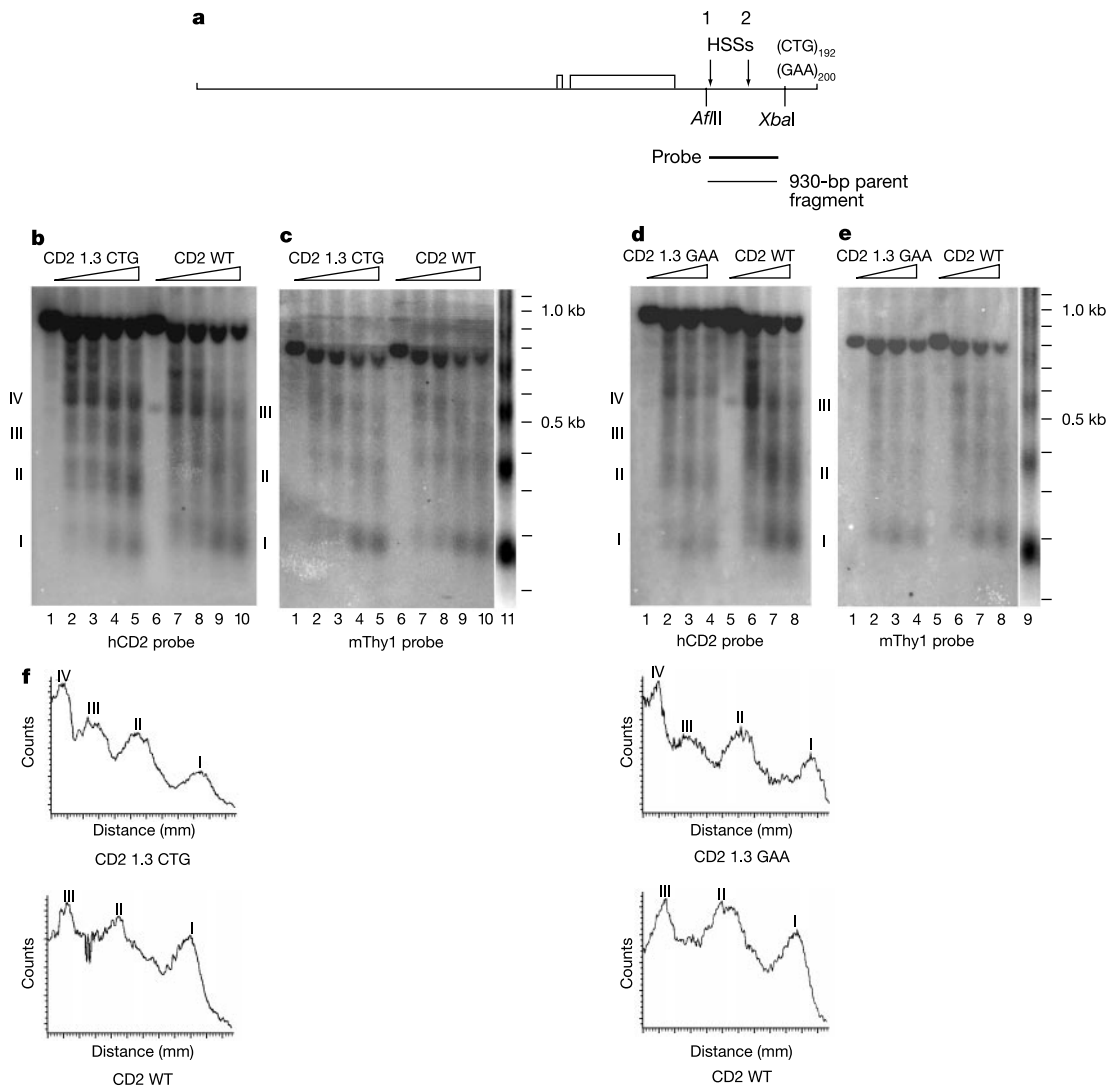 a
1 2
HSSs
(CTG)192
(GAA)200
AflII XbaI
Probe
930-bp parent
fragment
b
CD2 1.3 CTG CD2 WT
IV
III
II
I
1 2 3 4 5 6 7 8 9 10
hCD2 probe
c
CD2 1.3 CTG CD2 WT
III
II
I
1.0 kb
0.5 kb
1 2 3 4 5 6 7 8 9 10 11
mThy1 probe
d
CD2 1.3 GAA CD2 WT
IV
III
II
I
1 2 3 4 5 6 7 8
hCD2 probe
e
CD2 1.3 GAA CD2 WT
III
II
I
1.0 kb
0.5 kb
1 2 3 4 5 6 7 8 9
mThy1 probe
f
IV
III
II
I
Counts
Distance (mm)
CD2 1.3 CTG
IV
III
II
I
Counts
Distance (mm)
CD2 1.3 GAA
III
II
I
Counts
Distance (mm)
CD2 WT
III
II
I
Counts
Distance (mm)
CD2 WT